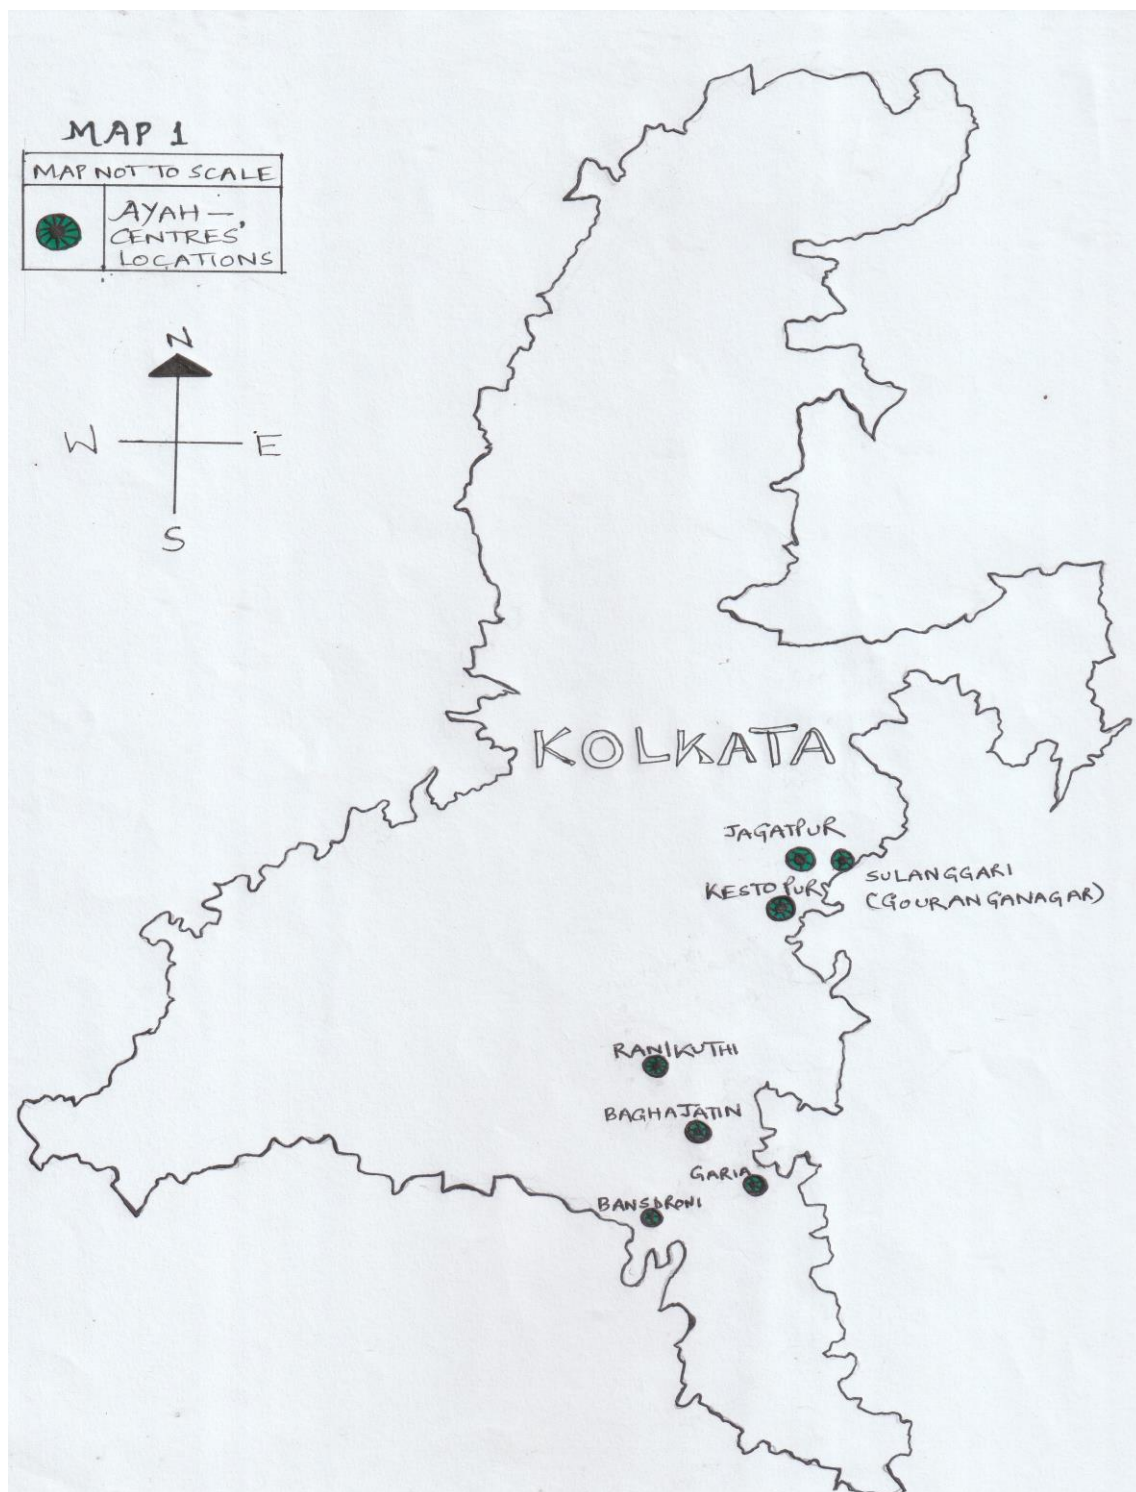 MAP 1
MAP NOT TO SCALE
AYAH –
CENTRES'
LOCATIONS
N
W E
S
KOLKATA
JAGATPUR
SULANGGARI
(GOURANGANAGAR)
KESTOPUR
RANIKUTHI
BAGHAJATIN
GARIA
BANSDRONI